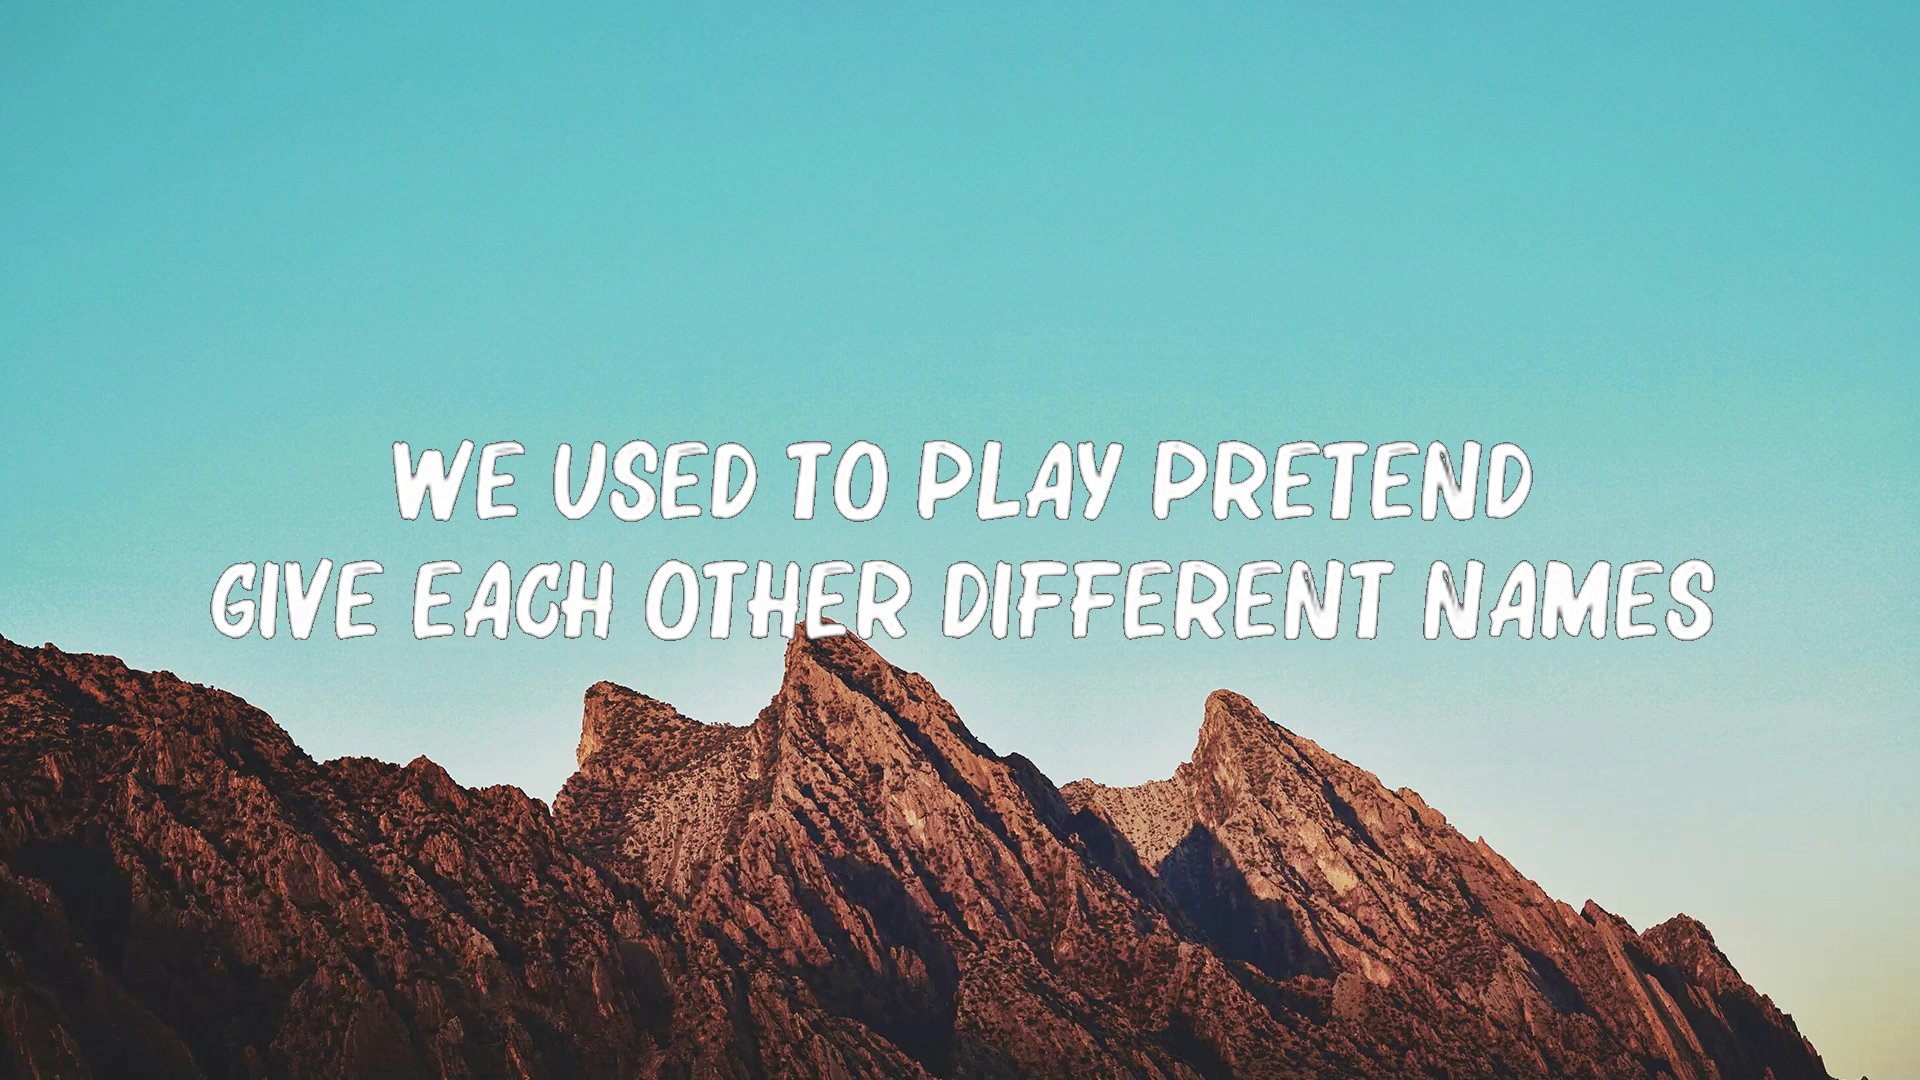 WE USED TO PLAY PRETEND
GIVE EACH OTHER DIFFERENT NAMES